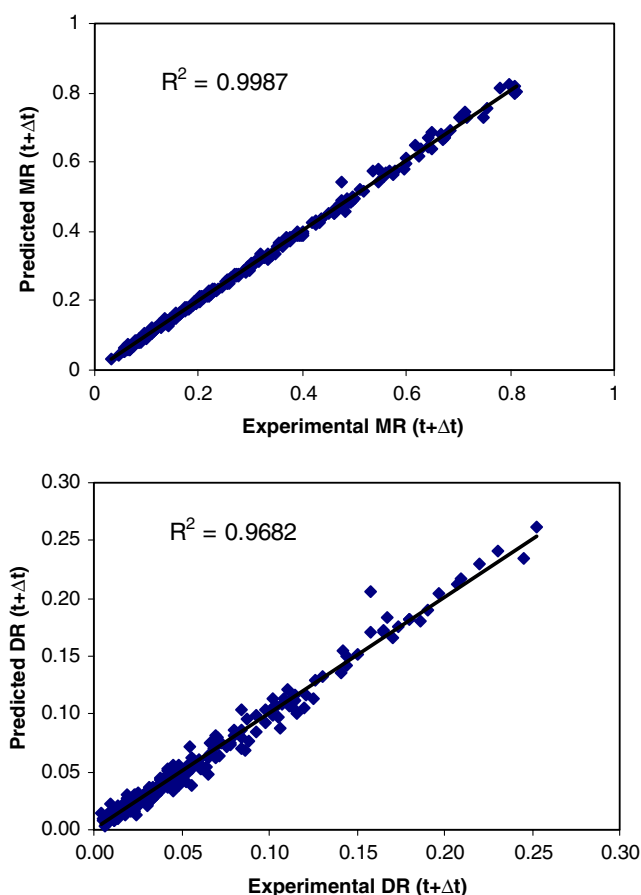 1
0.8
0.6
0.4
0.2
0
R² = 0.9987
Predicted MR (t+Δt)
0 0.2 0.4 0.6 0.8 1
Experimental MR (t+Δt)
0.30
0.25
0.20
0.15
0.10
0.05
0.00
R² = 0.9682
Predicted DR (t+Δt)
0.00 0.05 0.10 0.15 0.20 0.25 0.30
Experimental DR (t+Δt)